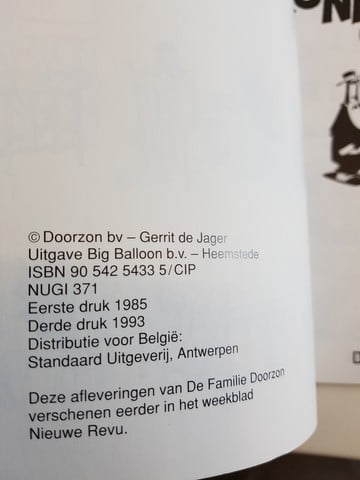 © Doorzon bv – Gerrit de Jager
Uitgave Big Balloon b.v. – Heemstede
ISBN 90 542 5433 5/CIP
NUGI 371
Eerste druk 1985
Derde druk 1993
Distributie voor België:
Standaard Uitgeverij, Antwerpen
Deze afleveringen van De Familie Doorzon
verschenen eerder in het weekblad
Nieuwe Revu.